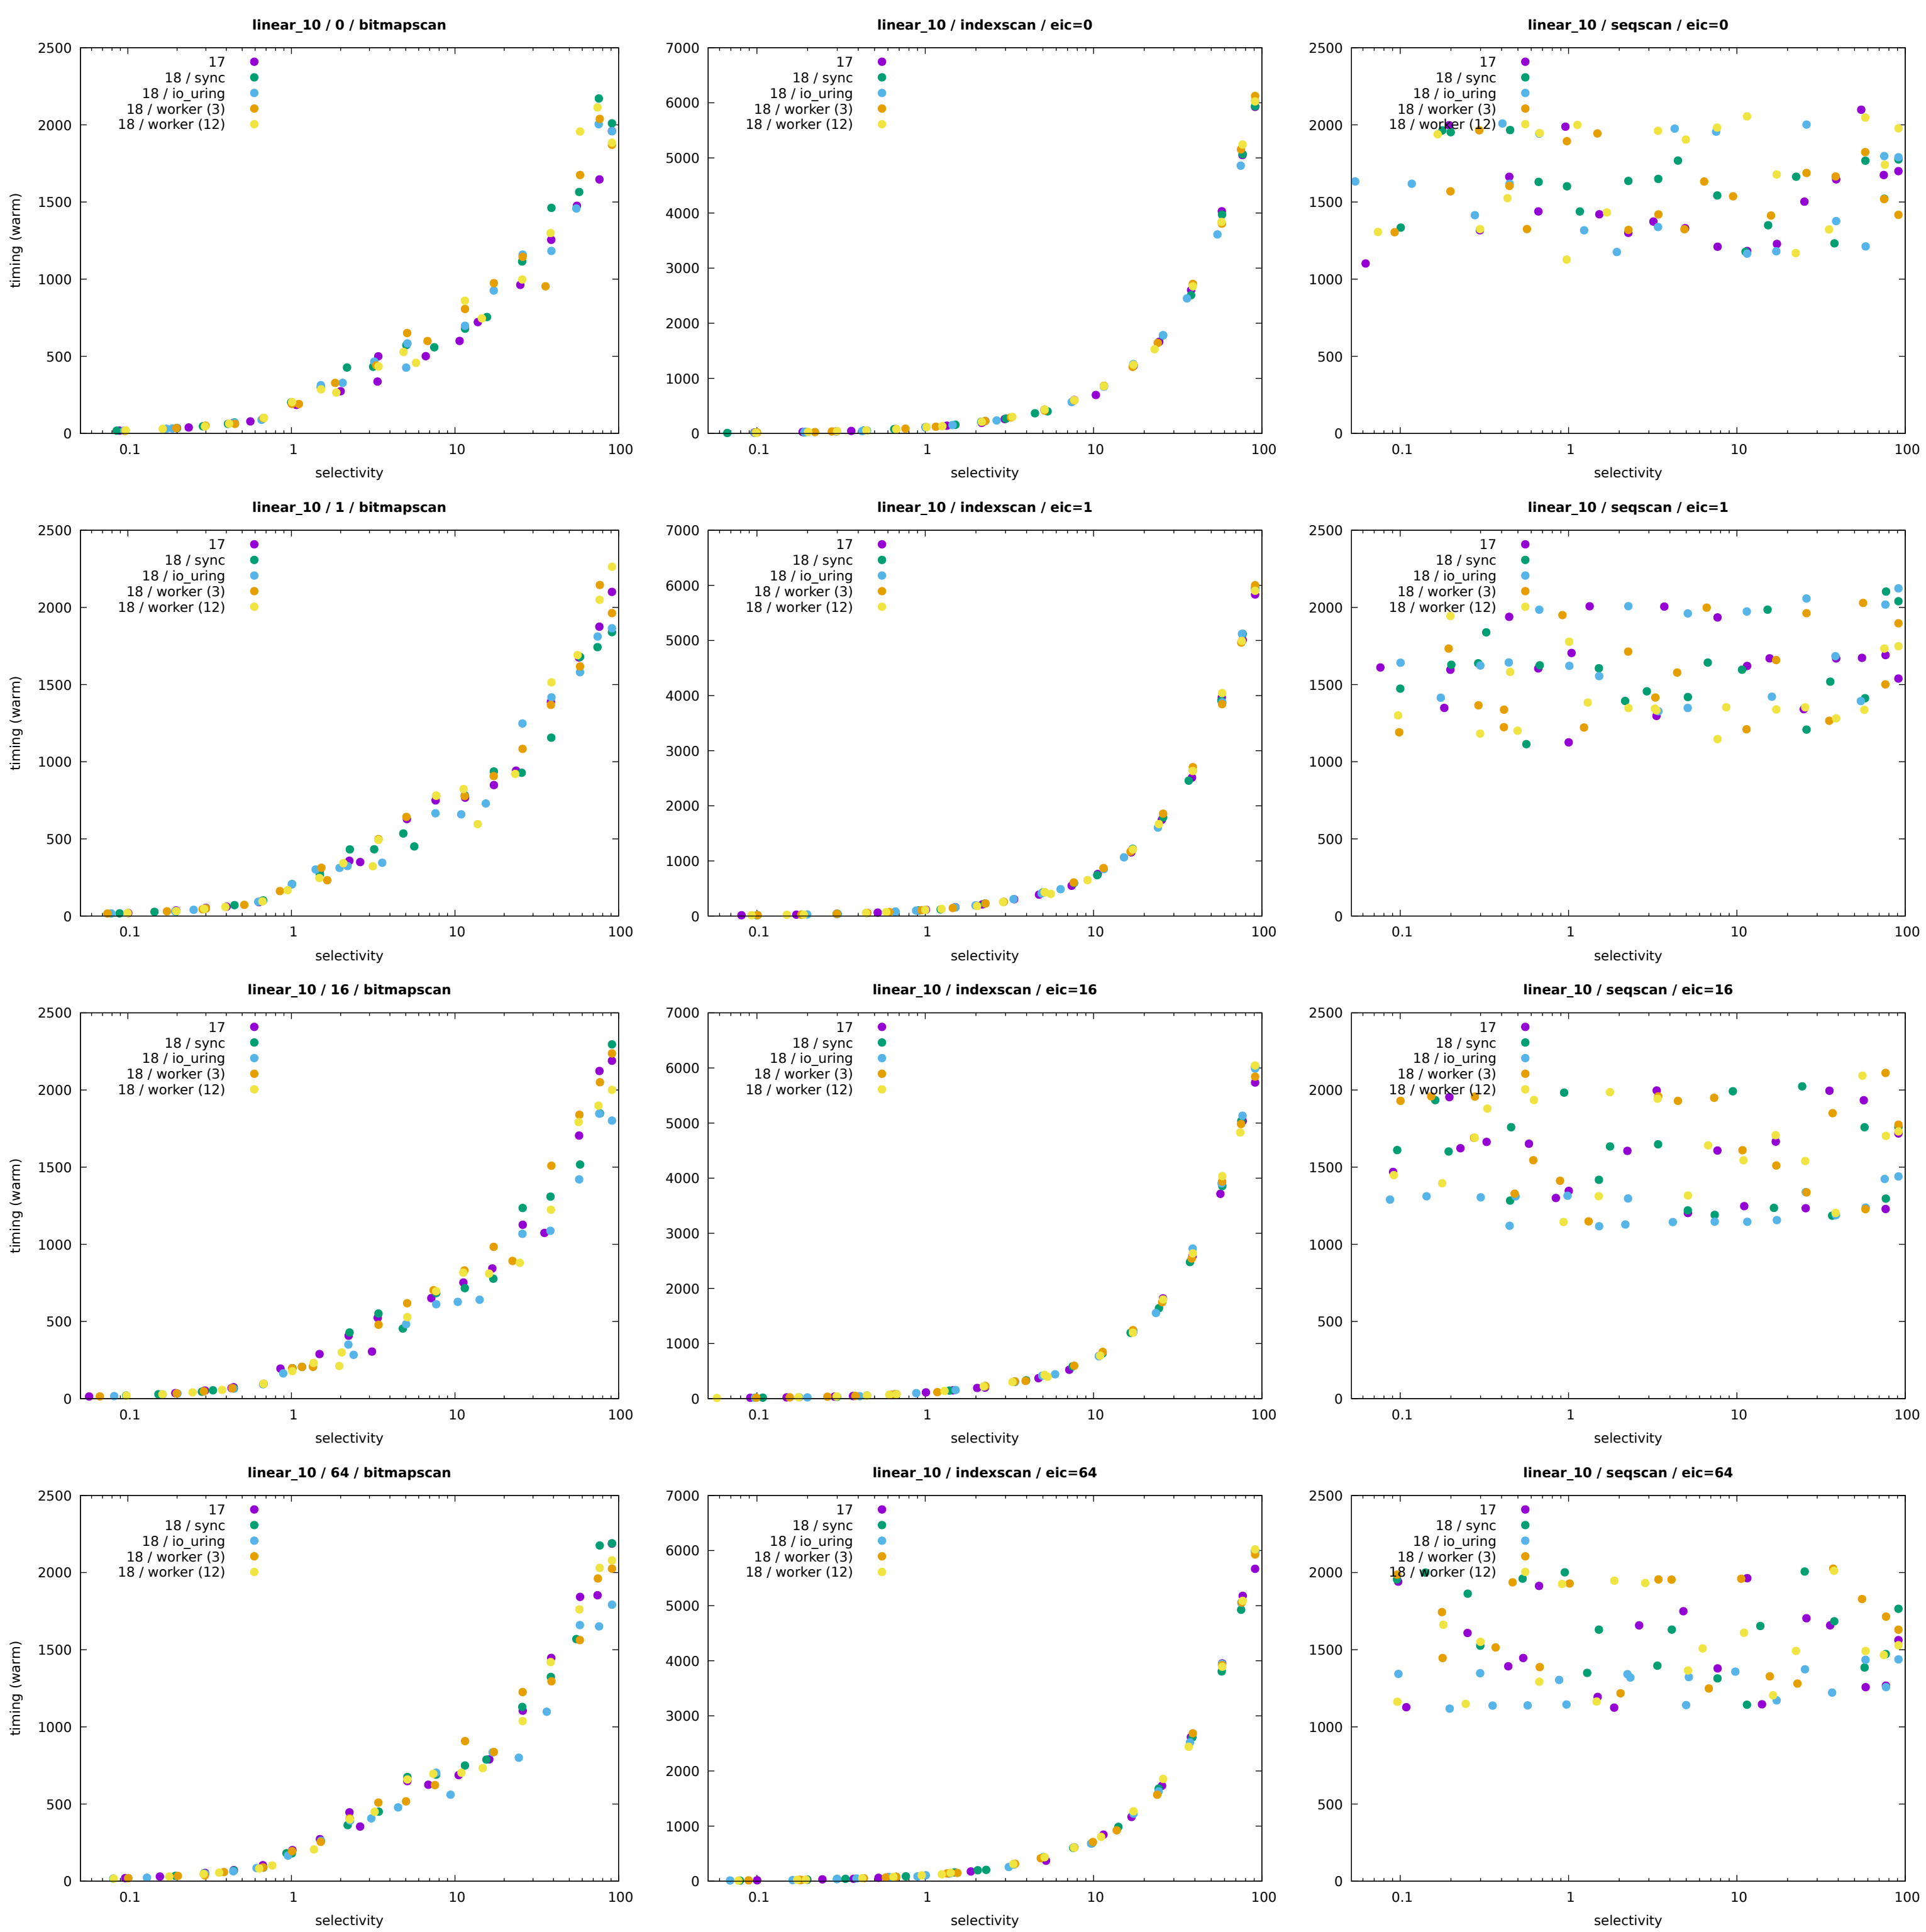 linear_10 / 0 / bitmapscan
2500
2000
1500
1000
500
0
0.1 1 10 100
timing (warm)
selectivity
17
18 / sync
18 / io_uring
18 / worker (3)
18 / worker (12)
linear_10 / indexscan / eic=0
7000
6000
5000
4000
3000
2000
1000
0
0.1 1 10 100
selectivity
17
18 / sync
18 / io_uring
18 / worker (3)
18 / worker (12)
linear_10 / seqscan / eic=0
2500
2000
1500
1000
500
0
0.1 1 10 100
selectivity
17
18 / sync
18 / io_uring
18 / worker (3)
18 / worker (12)
linear_10 / 1 / bitmapscan
2500
2000
1500
1000
500
0
0.1 1 10 100
timing (warm)
selectivity
17
18 / sync
18 / io_uring
18 / worker (3)
18 / worker (12)
linear_10 / indexscan / eic=1
7000
6000
5000
4000
3000
2000
1000
0
0.1 1 10 100
selectivity
17
18 / sync
18 / io_uring
18 / worker (3)
18 / worker (12)
linear_10 / seqscan / eic=1
2500
2000
1500
1000
500
0
0.1 1 10 100
selectivity
17
18 / sync
18 / io_uring
18 / worker (3)
18 / worker (12)
linear_10 / 16 / bitmapscan
2500
2000
1500
1000
500
0
0.1 1 10 100
timing (warm)
selectivity
17
18 / sync
18 / io_uring
18 / worker (3)
18 / worker (12)
linear_10 / indexscan / eic=16
7000
6000
5000
4000
3000
2000
1000
0
0.1 1 10 100
selectivity
17
18 / sync
18 / io_uring
18 / worker (3)
18 / worker (12)
linear_10 / seqscan / eic=16
2500
2000
1500
1000
500
0
0.1 1 10 100
selectivity
17
18 / sync
18 / io_uring
18 / worker (3)
18 / worker (12)
linear_10 / 64 / bitmapscan
2500
2000
1500
1000
500
0
0.1 1 10 100
timing (warm)
selectivity
17
18 / sync
18 / io_uring
18 / worker (3)
18 / worker (12)
linear_10 / indexscan / eic=64
7000
6000
5000
4000
3000
2000
1000
0
0.1 1 10 100
selectivity
17
18 / sync
18 / io_uring
18 / worker (3)
18 / worker (12)
linear_10 / seqscan / eic=64
2500
2000
1500
1000
500
0
0.1 1 10 100
selectivity
17
18 / sync
18 / io_uring
18 / worker (3)
18 / worker (12)